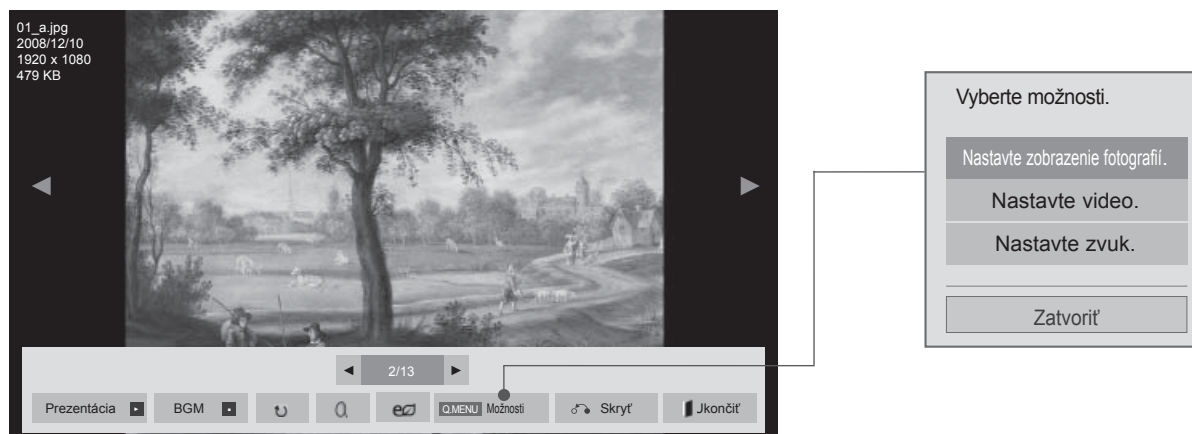 01_a.jpg
2008/12/10
1920 x 1080
479 KB
◄ 2/13 ►
Prezentácia
BGM
Q.MENU Možnosti
Skryť
Jkončiť
Vyberte možnosti.
Nastavte zobrazenie fotografií.
Nastavte video.
Nastavte zvuk.
Zatvoriť